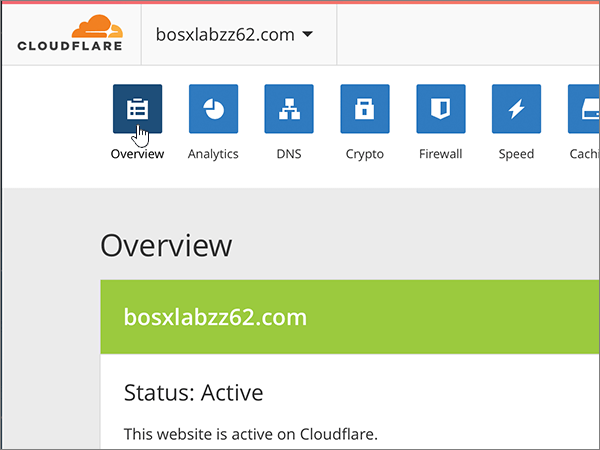 CLOUDFLARE
bosxlabzz62.com
Overview Analytics DNS Crypto Firewall Speed Cachi
Overview
bosxlabzz62.com
Status: Active
This website is active on Cloudflare.